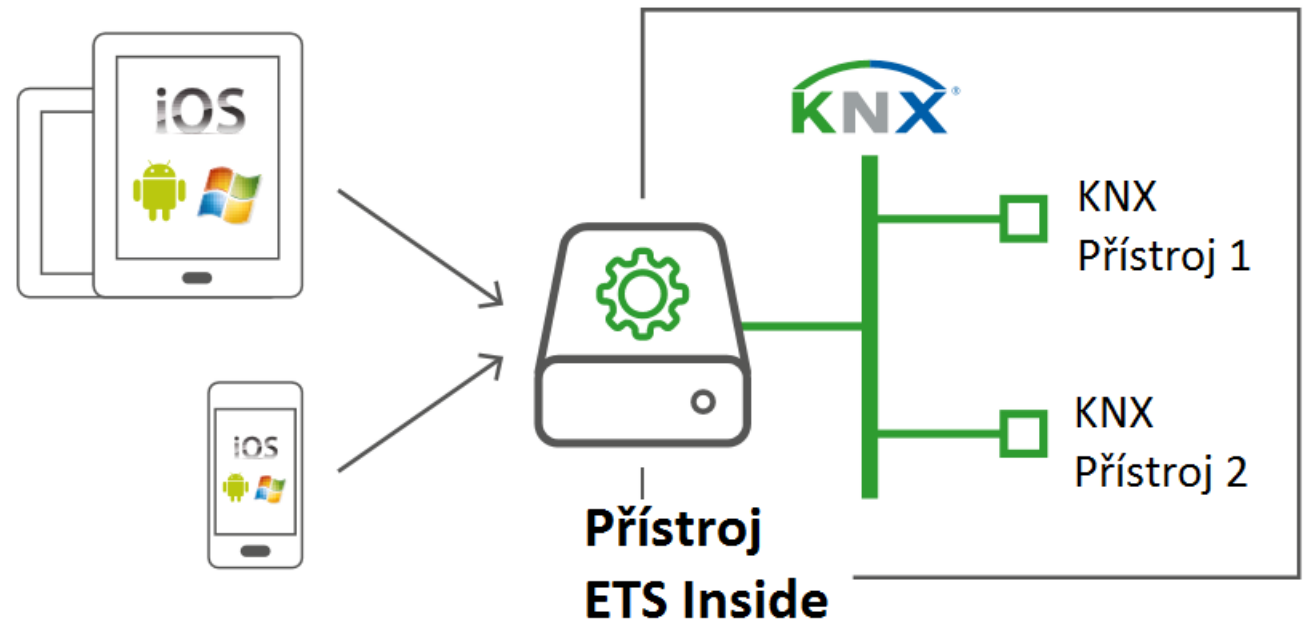 iOS
iOS
KNX®
KNX
Přístroj 1
KNX
Přístroj 2
Přístroj
ETS Inside